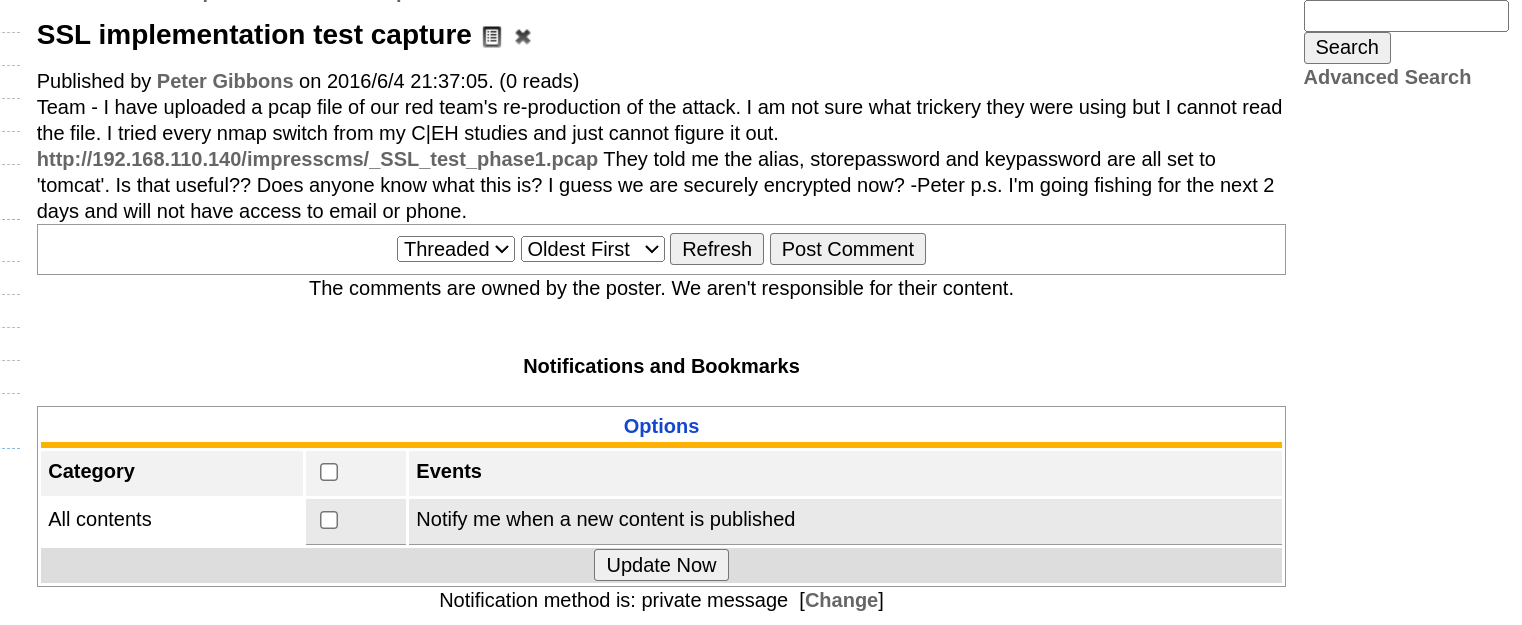 SSL implementation test capture
Published by Peter Gibbons on 2016/6/4 21:37:05. (0 reads)
Team - I have uploaded a pcap file of our red team's re-production of the attack. I am not sure what trickery they were using but I cannot read
the file. I tried every nmap switch from my C|EH studies and just cannot figure it out.
http://192.168.110.140/impresscms/_SSL_test_phase1.pcap They told me the alias, storepassword and keypassword are all set to
'tomcat'. Is that useful?? Does anyone know what this is? I guess we are securely encrypted now? -Peter p.s. I'm going fishing for the next 2
days and will not have access to email or phone.
Threaded Oldest First Refresh Post Comment
The comments are owned by the poster. We aren't responsible for their content.
Notifications and Bookmarks
Options
Category Events
All contents Notify me when a new content is published
Update Now
Notification method is: private message [Change]
Search
Advanced Search